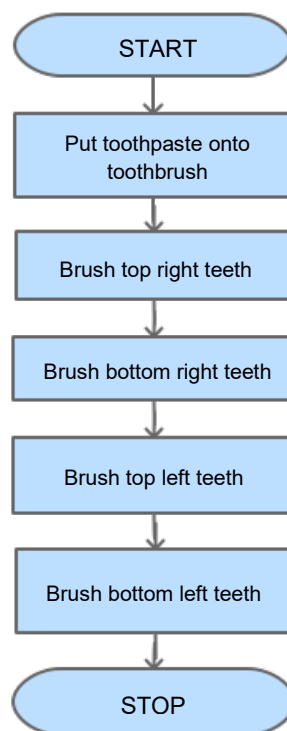 START
Put toothpaste onto
toothbrush
Brush top right teeth
Brush bottom right teeth
Brush top left teeth
Brush bottom left teeth
STOP